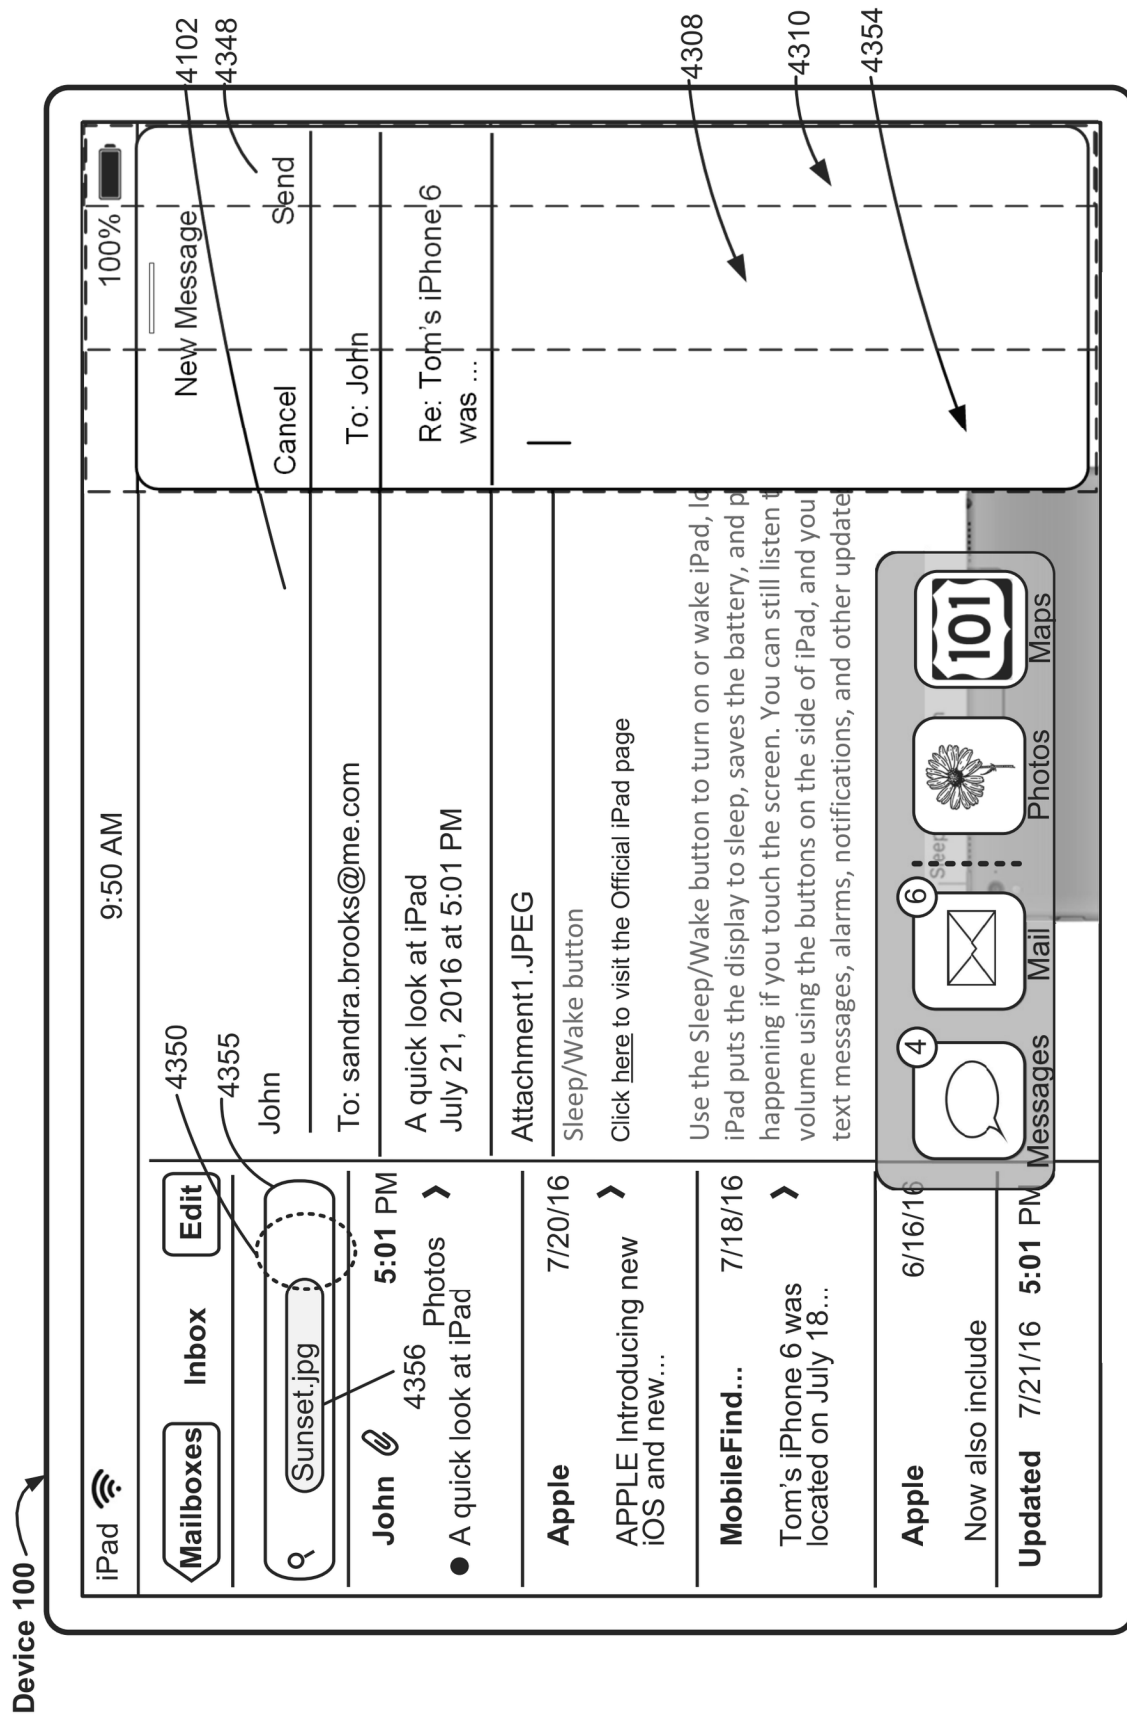 Device 100
iPad
9:50 AM
100%
Mailboxes
Inbox
Edit
Sunset.jpg
John
5:01 PM
Photos
A quick look at iPad
Apple
7/20/16
APPLE Introducing new
iOS and new...
MobileFind...
7/18/16
Tom's iPhone 6 was
located on July 18...
Apple
6/16/16
Now also include
Updated 7/21/16 5:01 PM
John
To: sandra.brooks@me.com
A quick look at iPad
July 21, 2016 at 5:01 PM
Attachment1.JPEG
Sleep/Wake button
Click here to visit the Official iPad page
Use the Sleep/Wake button to turn on or wake iPad, lo
iPad puts the display to sleep, saves the battery, and p
happening if you touch the screen. You can still listen t
volume using the buttons on the side of iPad, and you
text messages, alarms, notifications, and other update
Sleep
4
6
101
Messages
Mail
Photos
Maps
New Message
Cancel
Send
To: John
Re: Tom's iPhone 6
was ...
4350
4355
4356
4102
4348
4308
4310
4354